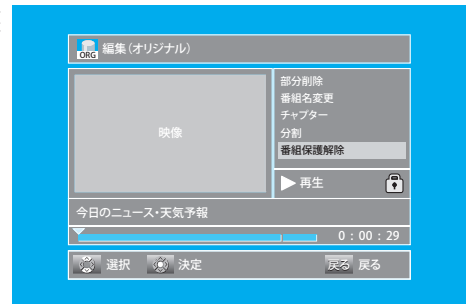 ORG 編集(オリジナル)
映像
部分削除
番組名変更
チャプター
分割
番組保護解除
再生
今日のニュース・天気予報
0:00:29
選択 決定 戻る 戻る